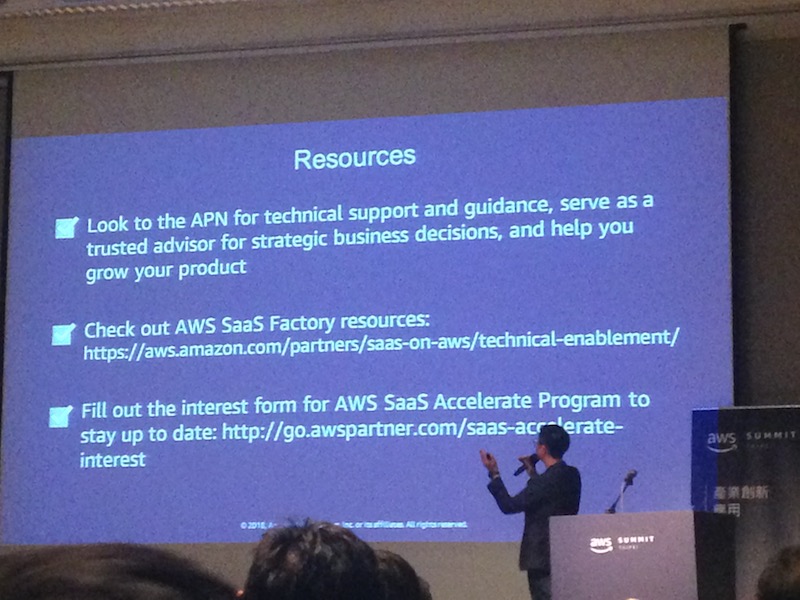 Resources
Look to the APN for technical support and guidance, serve as a
trusted advisor for strategic business decisions, and help you
grow your product
Check out AWS SaaS Factory resources:
https://aws.amazon.com/partners/saas-on-aws/technical-enablement/
Fill out the interest form for AWS SaaS Accelerate Program to
stay up to date: http://go.awspartner.com/saas-accelerate-
interest
© 2018, Inc. or its affiliates. All rights reserved.
aws SUMMIT
TAIPEI
產業創新
應用
aws SUMMIT
TAIPEI